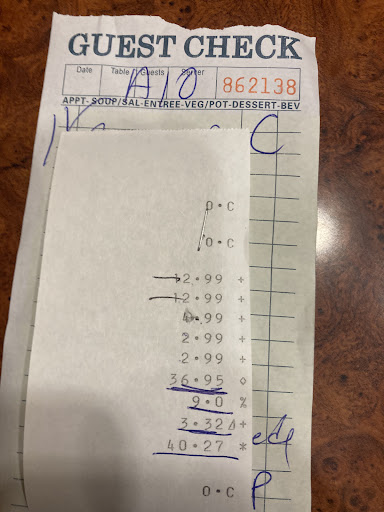 GUEST CHECK
Date Table Guests Server
A10
862138
APPT-SOUP/SAL-ENTREE-VEG/POT-DESSERT-BEV
C
0•C
0•C
12•99 +
12•99 +
4•99 +
2•99 +
2•99 +
36•95 ◇
9•0 %
3•32 Δ+
40•27 *
P
0•C